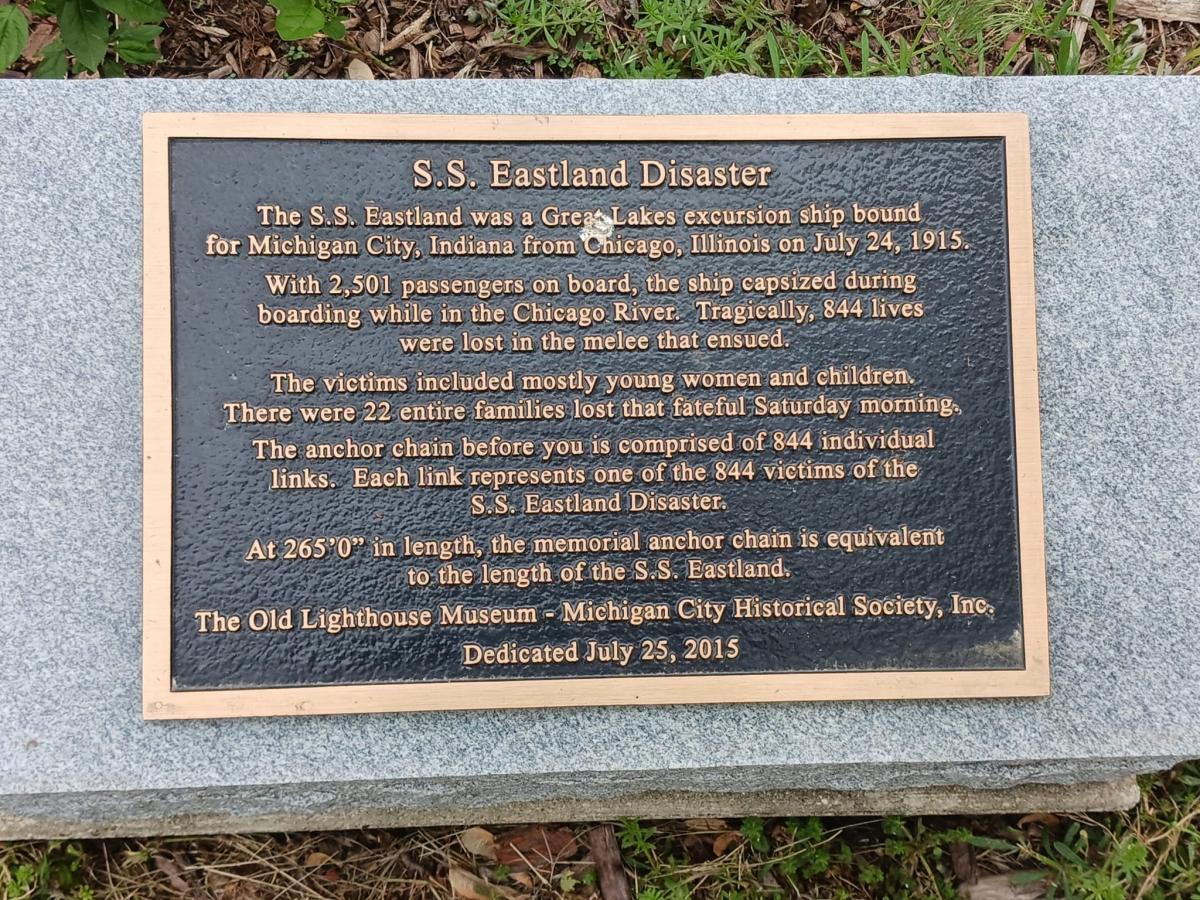 S.S. Eastland Disaster
The S.S. Eastland was a Great Lakes excursion ship bound
for Michigan City, Indiana from Chicago, Illinois on July 24, 1915.
With 2,501 passengers on board, the ship capsized during
boarding while in the Chicago River. Tragically, 844 lives
were lost in the melee that ensued.
The victims included mostly young women and children.
There were 22 entire families lost that fateful Saturday morning.
The anchor chain before you is comprised of 844 individual
links. Each link represents one of the 844 victims of the
S.S. Eastland Disaster.
At 265'0” in length, the memorial anchor chain is equivalent
to the length of the S.S. Eastland.
The Old Lighthouse Museum - Michigan City Historical Society, Inc.
Dedicated July 25, 2015